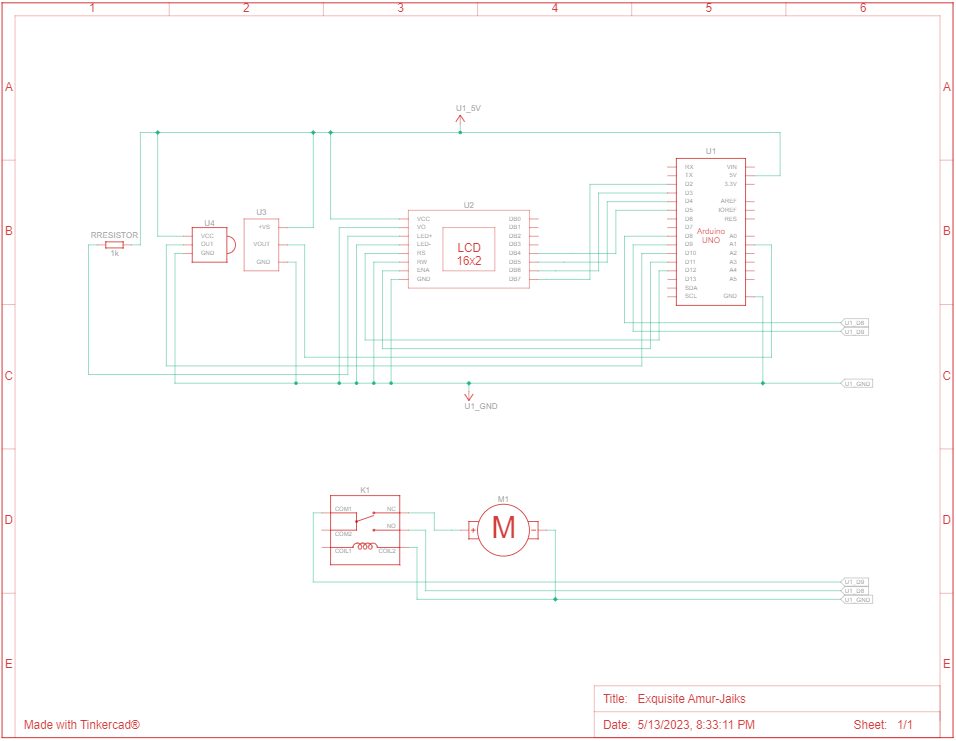 1 2 3 4 5 6
A A
U1_5V
U1
RX VIN
TX 5V
D2 3.3V
D3
D4 AREF
D5 IOREF
D6 RES
D7
D8 A0
D9 A1
D10 A2
D11 A3
D12 A4
D13 A5
SDA
SCL GND
Arduino
UNO
U2
VCC DB0
VO DB1
LED+ DB2
LED- DB3
RS DB4
RW DB5
ENA DB6
GND DB7
LCD
16x2
U3
+VS
VOU1
GND
U4
VCC
OU1
GND
B B
RRESISTOR
1k
U1_D8
U1_D9
C C
U1_GND
U1_GND
K1
COM1 NC
NO
COM2
COIL1 COIL2
M1
M
+ -
D D
U1_D9
U1_D8
U1_GND
E E
Title: Exquisite Amur-Jaiks
Made with Tinkercad®
Date: 5/13/2023, 8:33:11 PM Sheet: 1/1